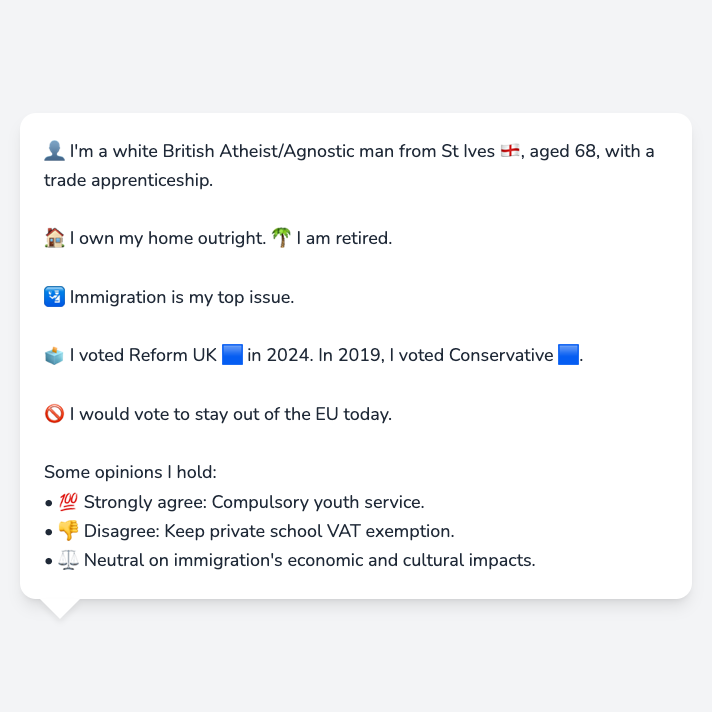 👤 I'm a white British Atheist/Agnostic man from St Ives 🏴󠁧󠁢󠁥󠁮󠁧󠁿, aged 68, with a
trade apprenticeship.
🏠 I own my home outright. 🌴 I am retired.
🛂 Immigration is my top issue.
🗳️ I voted Reform UK 🟦 in 2024. In 2019, I voted Conservative 🟦.
🚫 I would vote to stay out of the EU today.
Some opinions I hold:
• 💯 Strongly agree: Compulsory youth service.
• 👎 Disagree: Keep private school VAT exemption.
• ⚖️ Neutral on immigration's economic and cultural impacts.